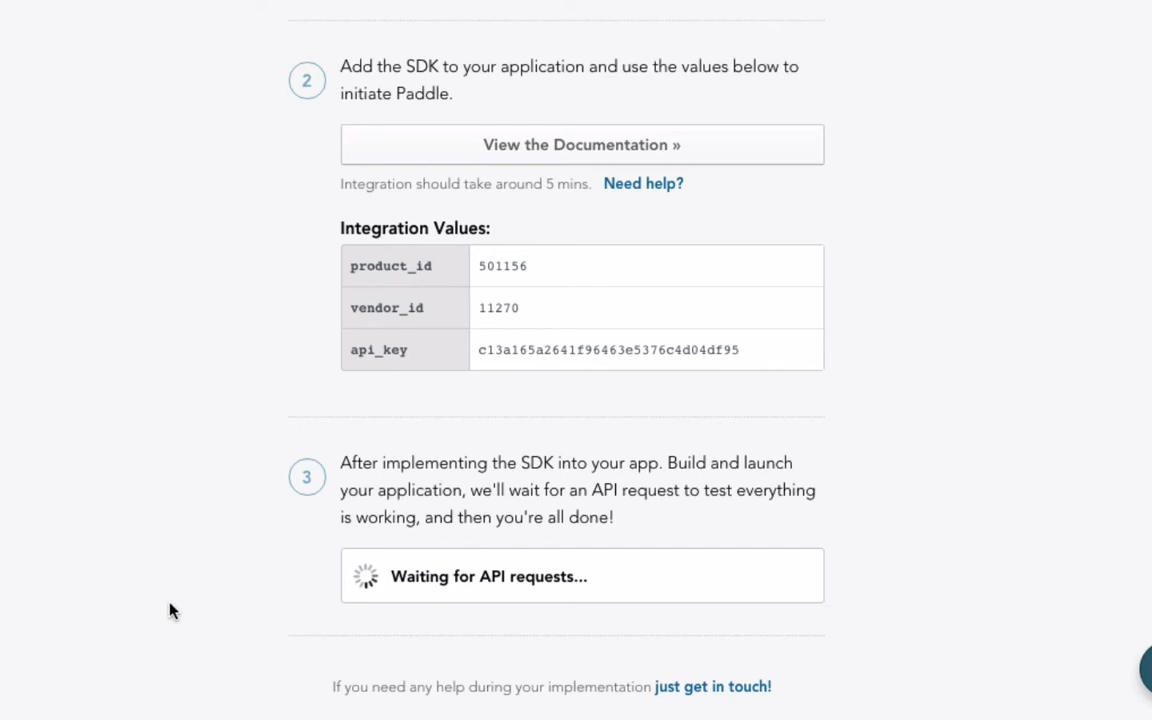 2
Add the SDK to your application and use the values below to
initiate Paddle.
View the Documentation »
Integration should take around 5 mins. Need help?
Integration Values:
product_id 501156
vendor_id 11270
api_key c13a165a2641f96463e5376c4d04df95
3
After implementing the SDK into your app. Build and launch
your application, we'll wait for an API request to test everything
is working, and then you're all done!
Waiting for API requests...
If you need any help during your implementation just get in touch!